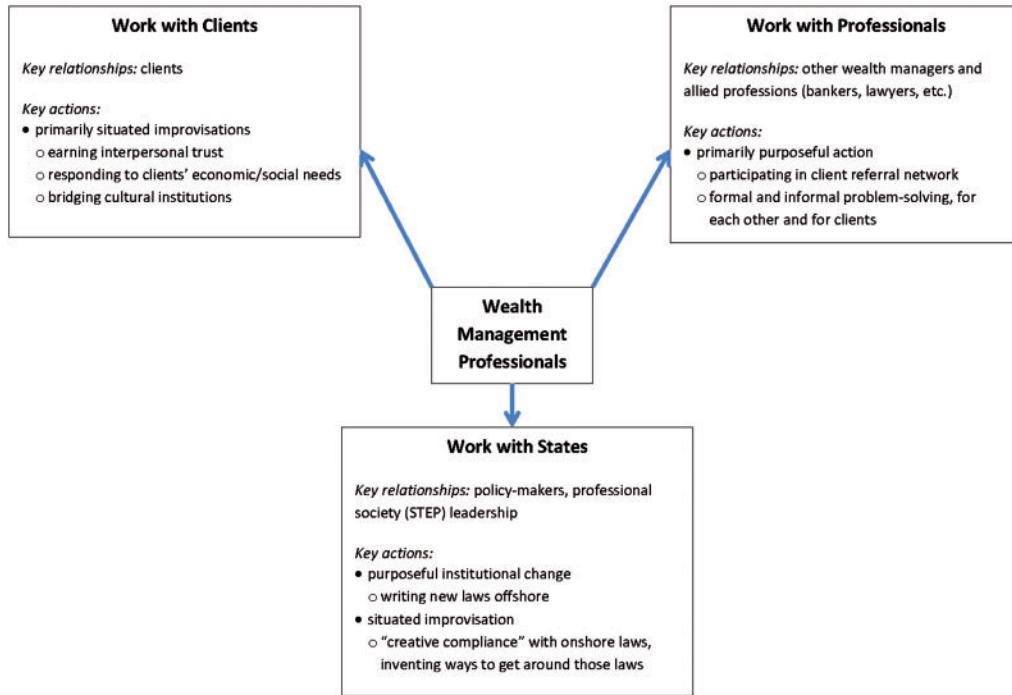 Work with Clients
Key relationships: clients
Key actions:
• primarily situated improvisations
o earning interpersonal trust
o responding to clients’ economic/social needs
o bridging cultural institutions
Work with Professionals
Key relationships: other wealth managers and
allied professions (bankers, lawyers, etc.)
Key actions:
• primarily purposeful action
o participating in client referral network
o formal and informal problem-solving, for
each other and for clients
Wealth
Management
Professionals
Work with States
Key relationships: policy-makers, professional
society (STEP) leadership
Key actions:
• purposeful institutional change
o writing new laws offshore
• situated improvisation
o “creative compliance” with onshore laws,
inventing ways to get around those laws